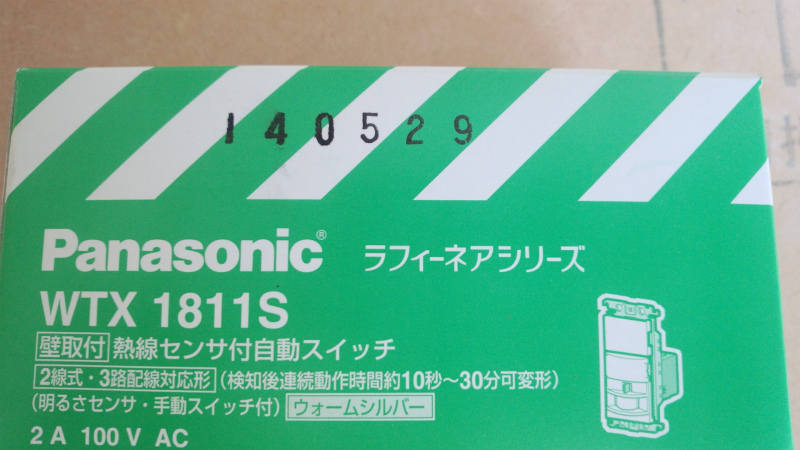 140529
Panasonic® ラフィーネアシリーズ
WTX 1811S
壁取付 熱線センサ付自動スイッチ
2線式・3路配線対応形 (検知後連続動作時間約10秒～30分可変形)
(明るさセンサ・手動スイッチ付) ウォームシルバー
2 A 100 V AC
Panasonic